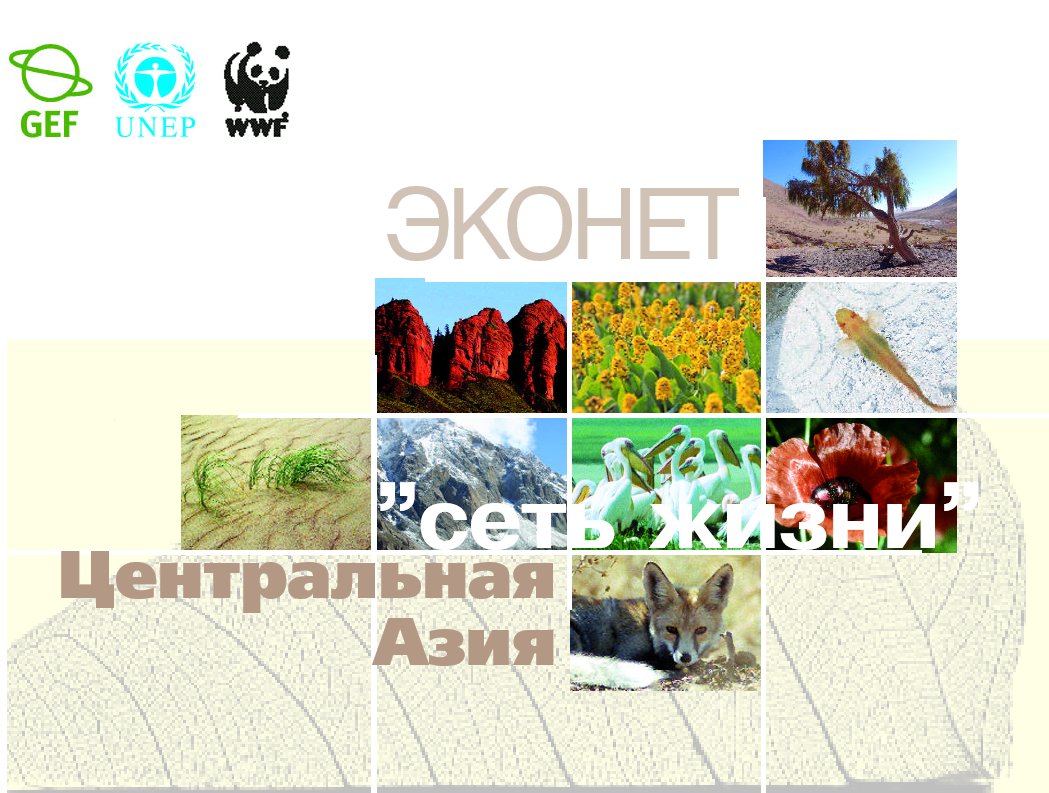 GEF
UNEP
WWF
ЭКОНЕТ
”сеть жизни”
Центральная
Азия